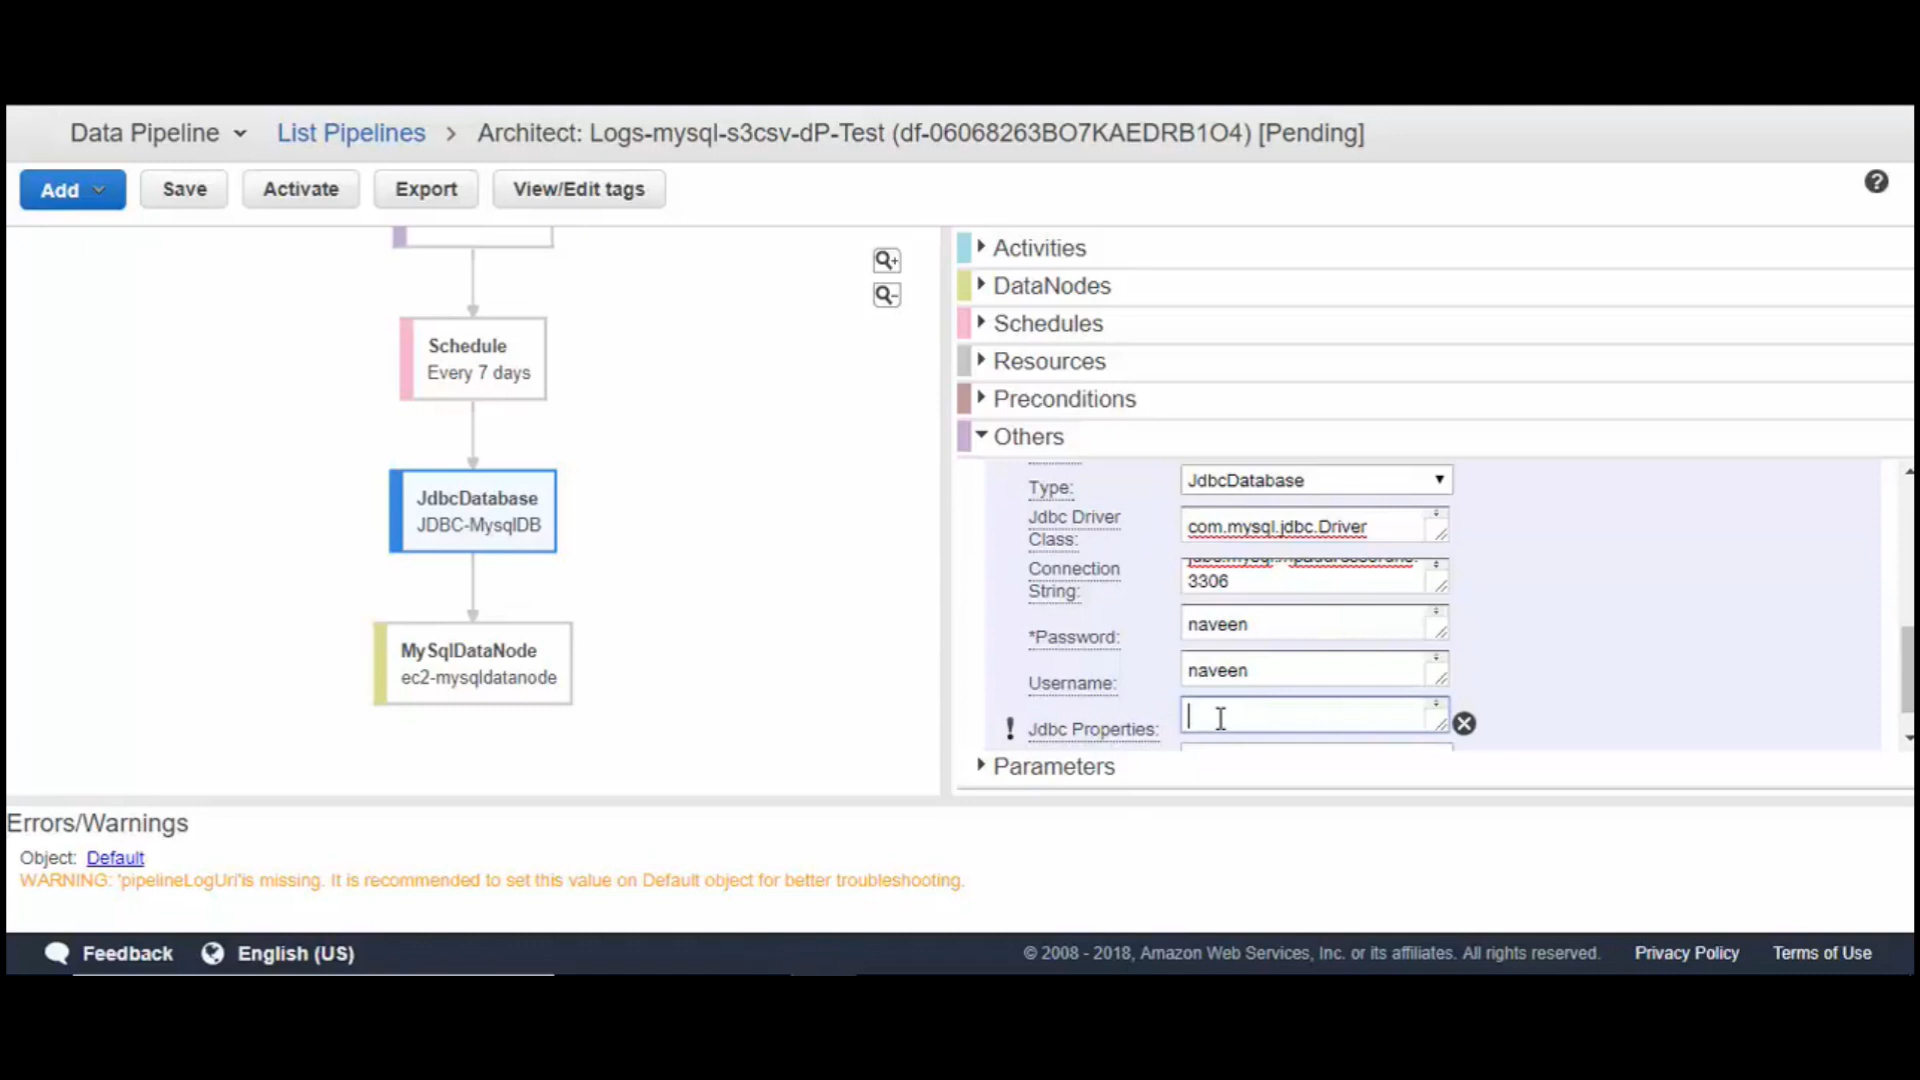 Data Pipeline List Pipelines > Architect: Logs-mysql-s3csv-dP-Test (df-06068263BO7KAEDRB1O4) [Pending]
Add Save Activate Export View/Edit tags
Schedule
Every 7 days
JdbcDatabase
JDBC-MysqlDB
MySqlDataNode
ec2-mysqldatanode
Activities
DataNodes
Schedules
Resources
Preconditions
Others
Type: JdbcDatabase
Jdbc Driver
Class: com.mysql.jdbc.Driver
Connection
String: 3306
*Password: naveen
Username: naveen
! Jdbc Properties:
Parameters
Errors/Warnings
Object: Default
WARNING: 'pipelineLogUri'is missing. It is recommended to set this value on Default object for better troubleshooting.
Feedback English (US) © 2008 - 2018, Amazon Web Services, Inc. or its affiliates. All rights reserved. Privacy Policy Terms of Use